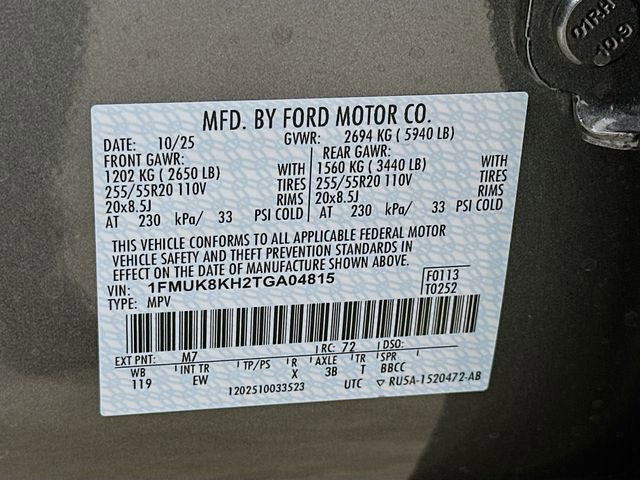 01RH
10.9
MFD. BY FORD MOTOR CO.
DATE: 10/25 GVWR: 2694 KG ( 5940 LB)
FRONT GAWR: REAR GAWR:
1202 KG ( 2650 LB) WITH 1560 KG ( 3440 LB) WITH
255/55R20 110V TIRES 255/55R20 110V TIRES
20x8.5J RIMS 20x8.5J RIMS
AT 230 kPa/ 33 PSI COLD AT 230 kPa/ 33 PSI COLD
THIS VEHICLE CONFORMS TO ALL APPLICABLE FEDERAL MOTOR
VEHICLE SAFETY AND THEFT PREVENTION STANDARDS IN
EFFECT ON THE DATE OF MANUFACTURE SHOWN ABOVE.
VIN: 1FMUK8KH2TGA04815 F0113
TYPE: MPV T0252
EXT PNT: M7 RC: 72 DSO:
WB INT TR TP/PS R AXLE T SPR
119 EW X 3B T BBCC
1202510033523 UTC ▽ RU5A-1520472-AB